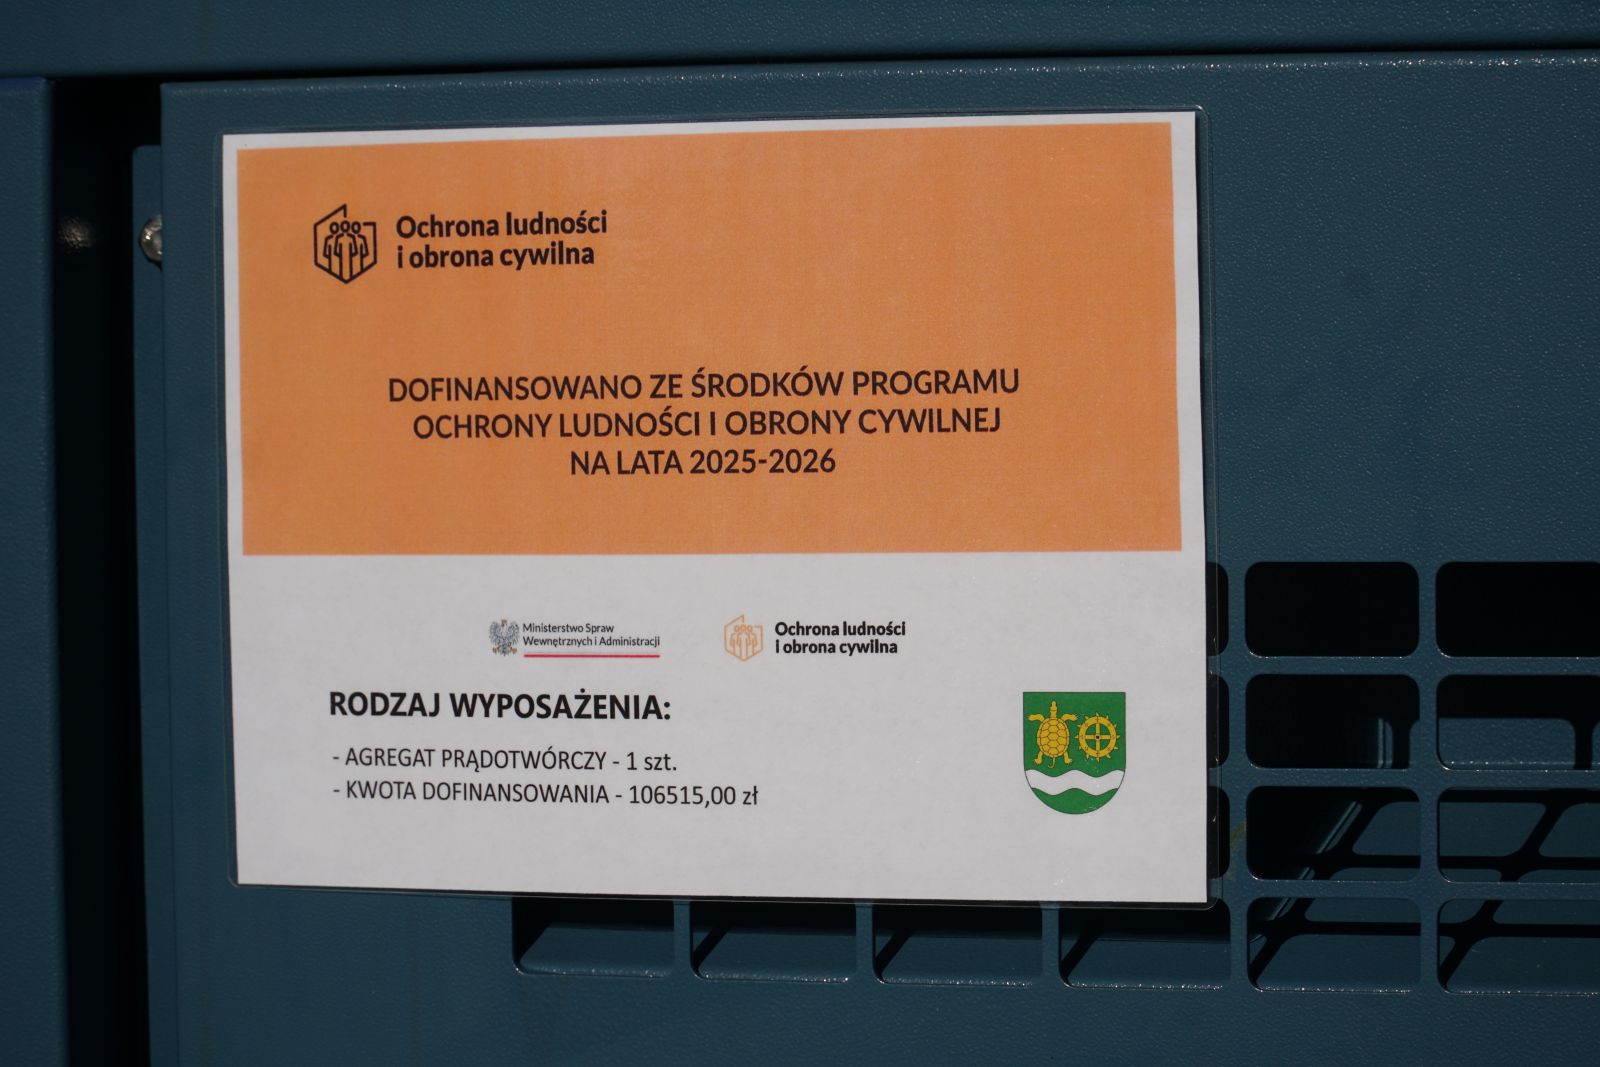 Ochrona ludności
i obrona cywilna
DOFINANSOWANO ZE ŚRODKÓW PROGRAMU
OCHRONY LUDNOŚCI I OBRONY CYWILNEJ
NA LATA 2025-2026
Ministerstwo Spraw
Wewnętrznych i Administracji
Ochrona ludności
i obrona cywilna
RODZAJ WYPOSAŻENIA:
- AGREGAT PRĄDOTWÓRCZY - 1 szt.
- KWOTA DOFINANSOWANIA - 106515,00 zł